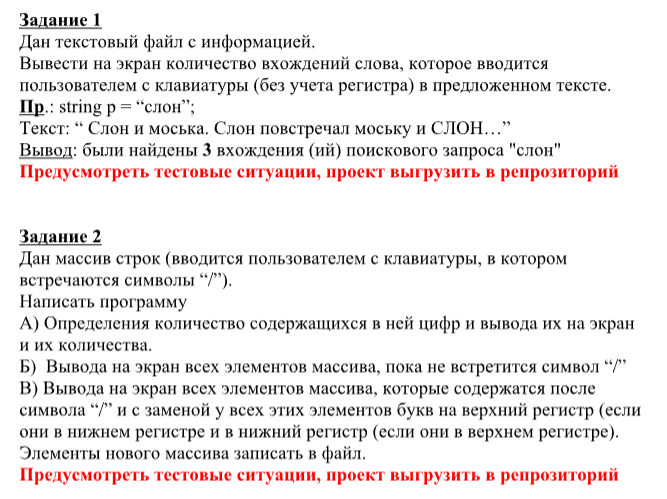 Задание 1
Дан текстовый файл с информацией.
Вывести на экран количество вхождений слова, которое вводится
пользователем с клавиатуры (без учета регистра) в предложенном тексте.
Пр.: string p = “слон”;
Текст: “ Слон и моська. Слон повстречал моську и СЛОН…”
Вывод: были найдены 3 вхождения (ий) поискового запроса "слон"
Предусмотреть тестовые ситуации, проект выгрузить в репрозиторий
Задание 2
Дан массив строк (вводится пользователем с клавиатуры, в котором
встречаются символы “/”).
Написать программу
А) Определения количество содержащихся в ней цифр и вывода их на экран
и их количества.
Б) Вывода на экран всех элементов массива, пока не встретится символ “/”
В) Вывода на экран всех элементов массива, которые содержатся после
символа “/” и с заменой у всех этих элементов букв на верхний регистр (если
они в нижнем регистре и в нижний регистр (если они в верхнем регистре).
Элементы нового массива записать в файл.
Предусмотреть тестовые ситуации, проект выгрузить в репрозиторий